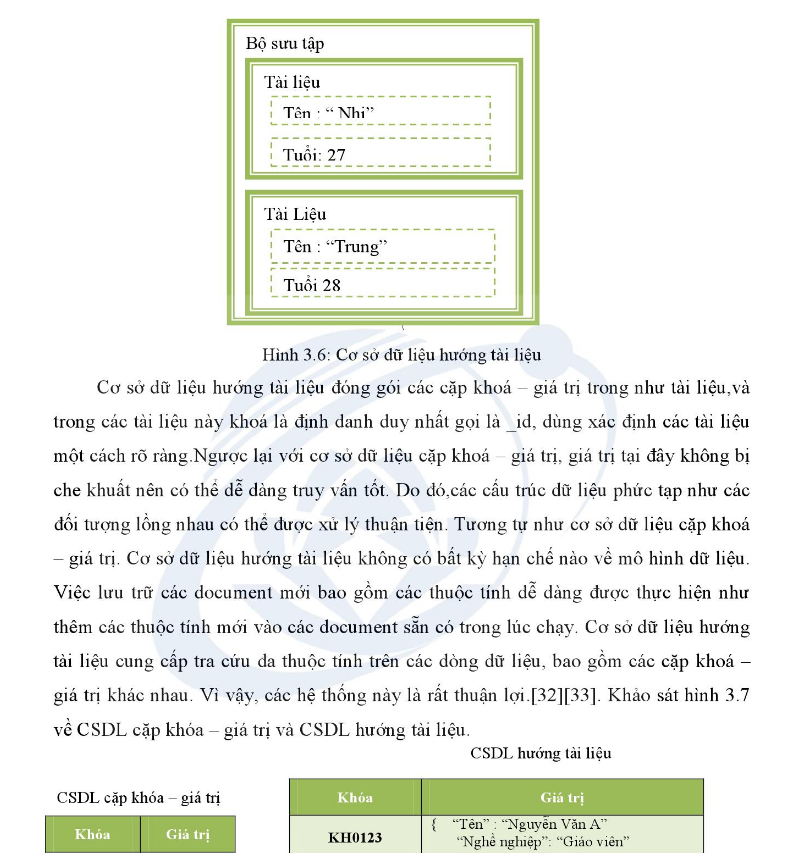 Bộ sưu tập
Tài liệu
Tên : “ Nhi”
Tuổi: 27
Tài Liệu
Tên : “Trung”
Tuổi 28
Hình 3.6: Cơ sở dữ liệu hướng tài liệu
Cơ sở dữ liệu hướng tài liệu đóng gói các cặp khoá – giá trị trong như tài liệu,và
trong các tài liệu này khoá là định danh duy nhất gọi là _id, dùng xác định các tài liệu
một cách rõ ràng.Ngược lại với cơ sở dữ liệu cặp khoá – giá trị, giá trị tại đây không bị
che khuất nên có thể dễ dàng truy vấn tốt. Do đó,các cấu trúc dữ liệu phức tạp như các
đối tượng lồng nhau có thể được xử lý thuận tiện. Tương tự như cơ sở dữ liệu cặp khoá
– giá trị. Cơ sở dữ liệu hướng tài liệu không có bất kỳ hạn chế nào về mô hình dữ liệu.
Việc lưu trữ các document mới bao gồm các thuộc tính dễ dàng được thực hiện như
thêm các thuộc tính mới vào các document sẵn có trong lúc chạy. Cơ sở dữ liệu hướng
tài liệu cung cấp tra cứu đa thuộc tính trên các dòng dữ liệu, bao gồm các cặp khoá –
giá trị khác nhau. Vì vậy, các hệ thống này là rất thuận lợi.[32][33]. Khảo sát hình 3.7
về CSDL cặp khóa – giá trị và CSDL hướng tài liệu.
CSDL hướng tài liệu
CSDL cặp khóa – giá trị
Khóa Giá trị
Khóa Giá trị
KH0123
{ “Tên” : “Nguyễn Văn A”
“Nghề nghiệp”: “Giáo viên”